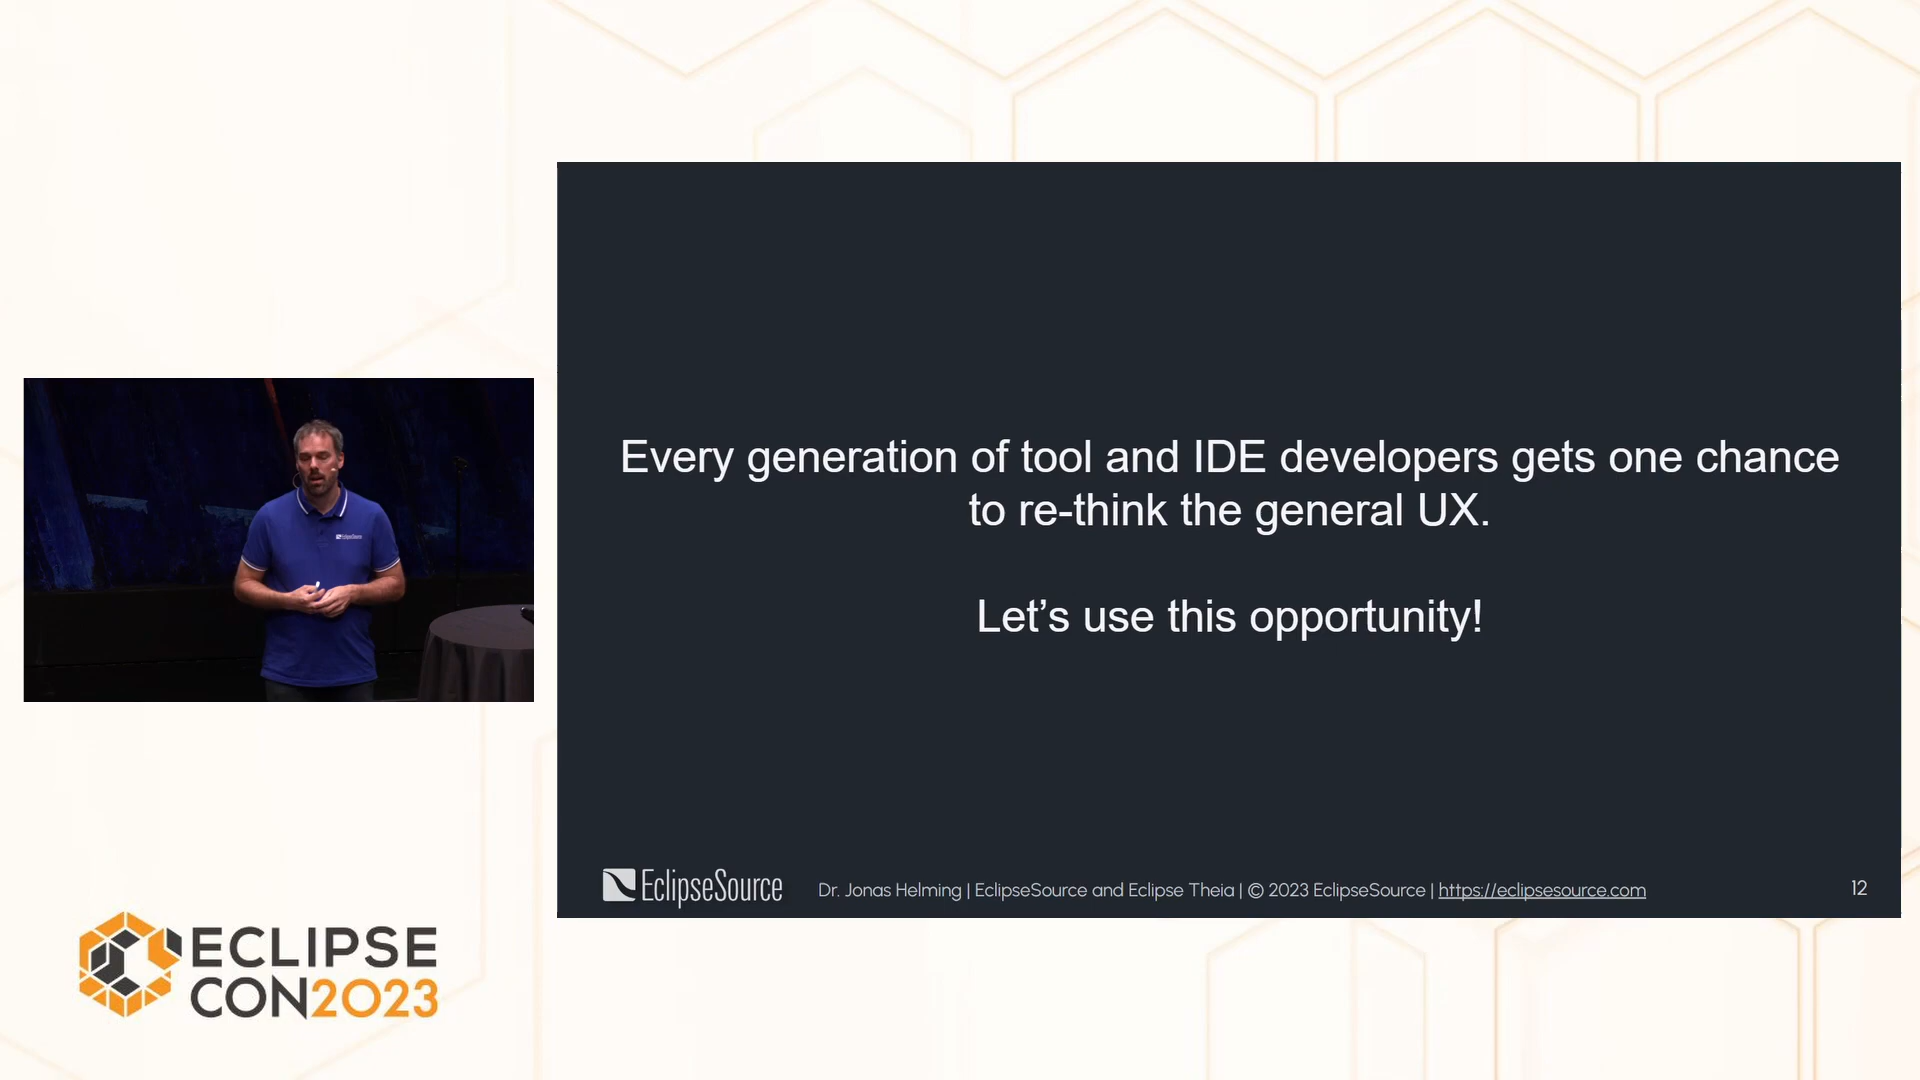 Every generation of tool and IDE developers gets one chance
to re-think the general UX.
Let’s use this opportunity!
EclipseSource
Dr. Jonas Helming | EclipseSource and Eclipse Theia | © 2023 EclipseSource | https://eclipsesource.com
12
EclipseSource
ECLIPSE
CON2023